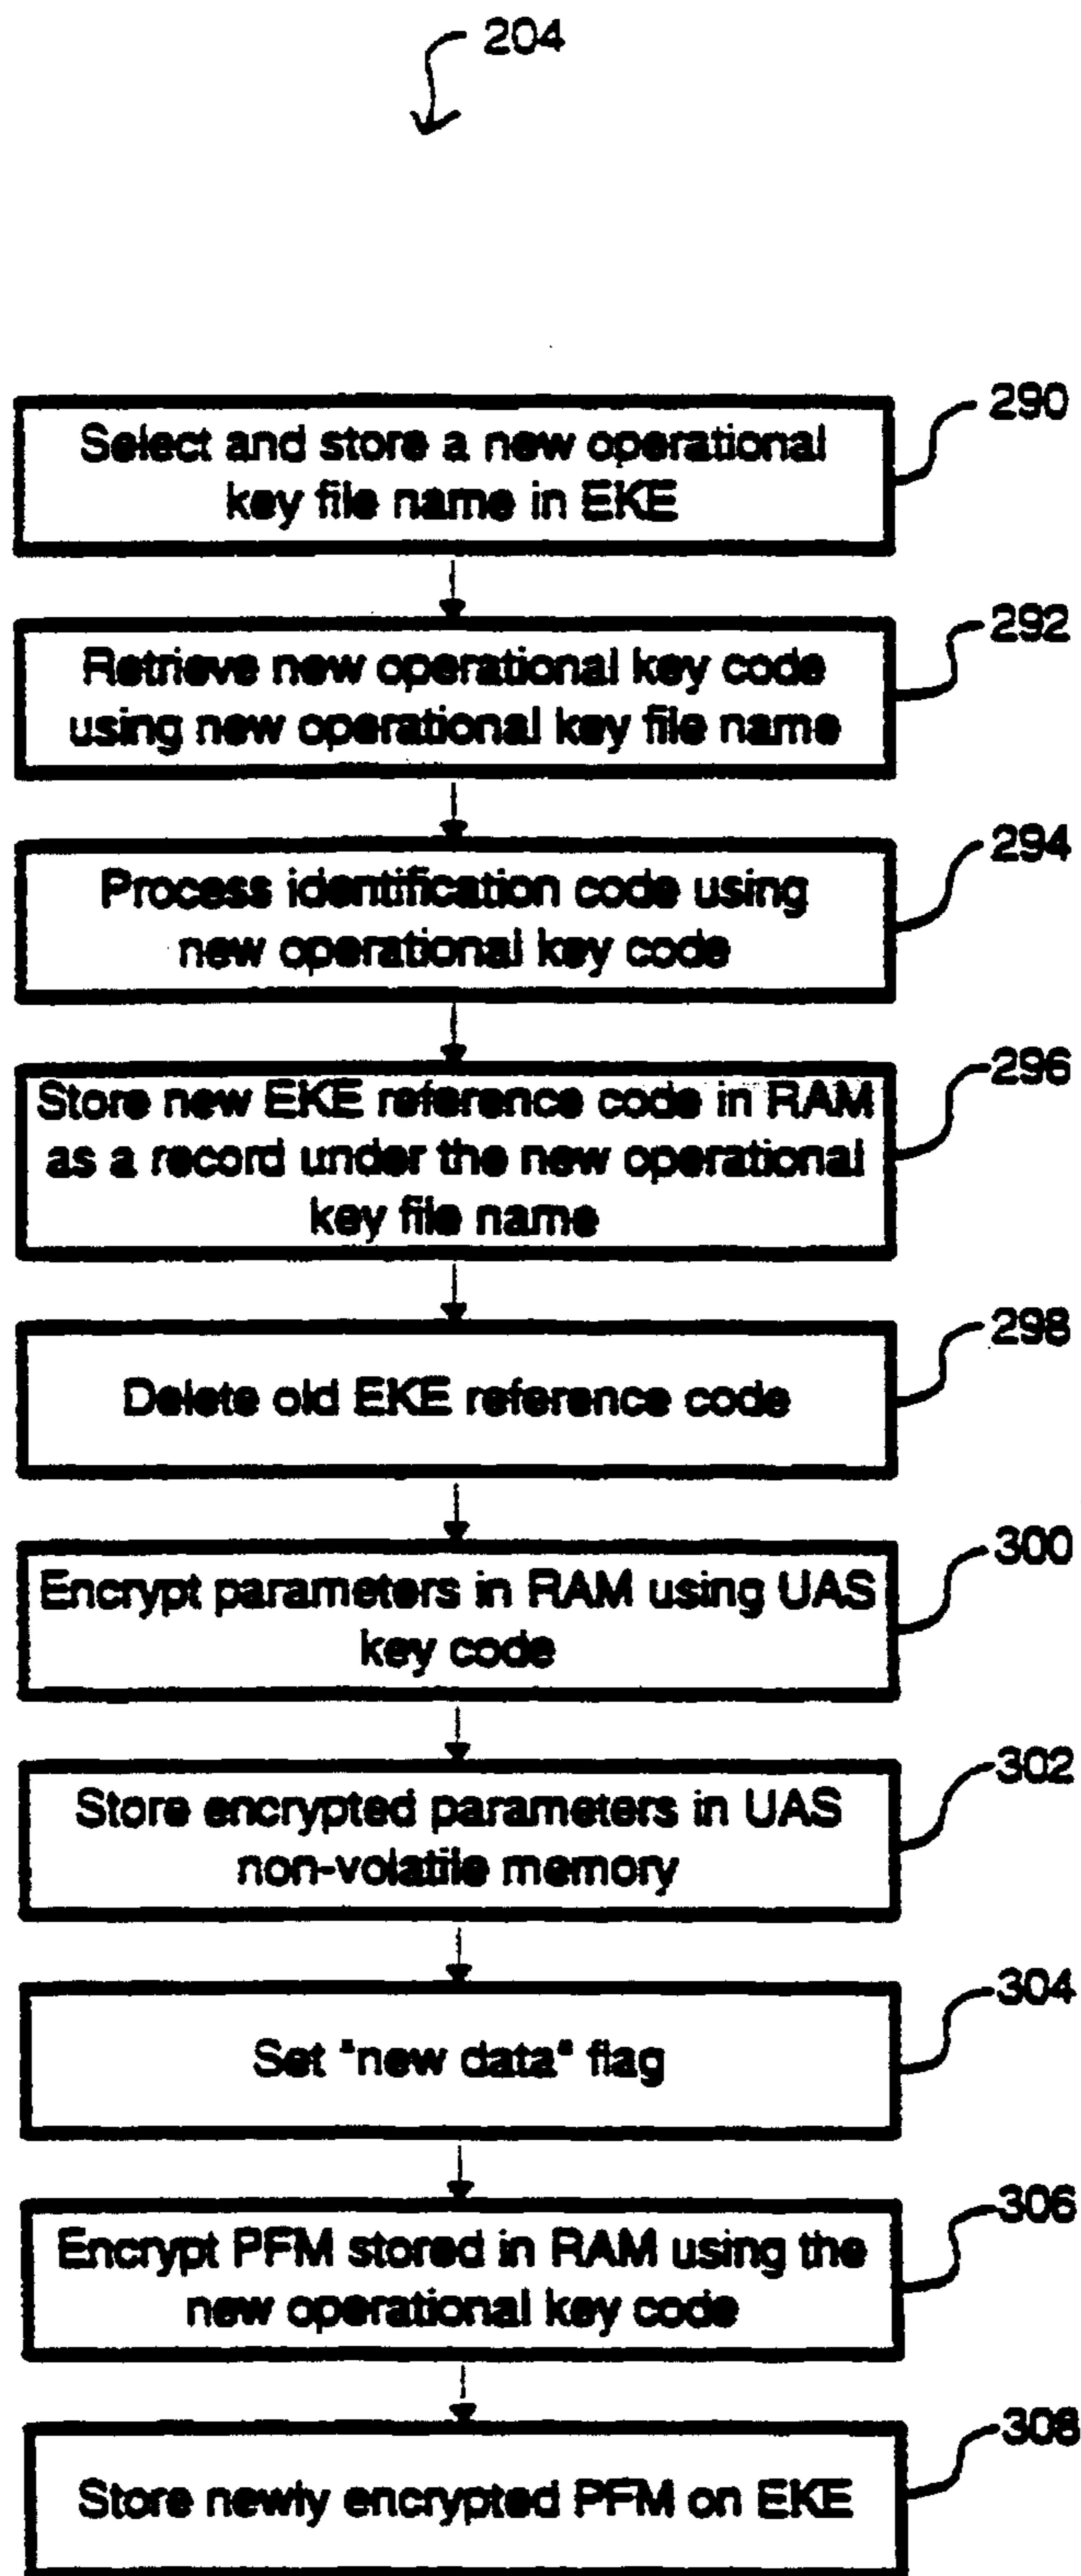 204
290
Select and store a new operational
key file name in EKE
292
Retrieve new operational key code
using new operational key file name
294
Process identification code using
new operational key code
296
Store new EKE reference code in RAM
as a record under the new operational
key file name
298
Delete old EKE reference code
300
Encrypt parameters in RAM using UAS
key code
302
Store encrypted parameters in UAS
non-volatile memory
304
Set "new data" flag
306
Encrypt PFM stored in RAM using the
new operational key code
308
Store newly encrypted PFM on EKE